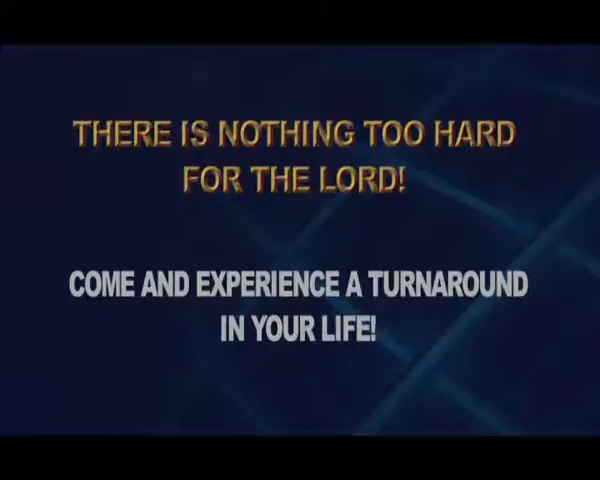 THERE IS NOTHING TOO HARD
FOR THE LORD!
COME AND EXPERIENCE A TURNAROUND
IN YOUR LIFE!